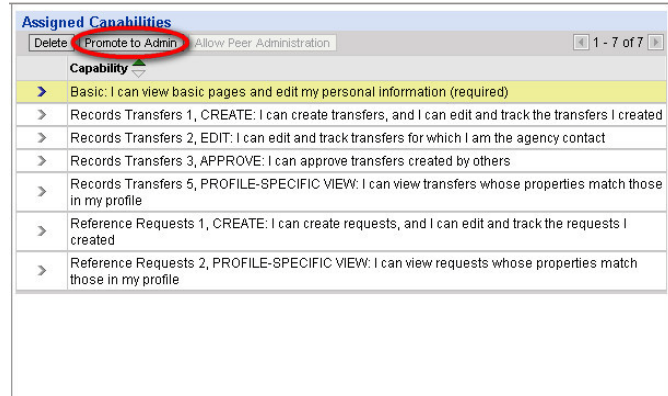 Assigned Capabilities
Delete Promote to Admin Allow Peer Administration 1 - 7 of 7
Capability
Basic: I can view basic pages and edit my personal information (required)
Records Transfers 1, CREATE: I can create transfers, and I can edit and track the transfers I created
Records Transfers 2, EDIT: I can edit and track transfers for which I am the agency contact
Records Transfers 3, APPROVE: I can approve transfers created by others
Records Transfers 5, PROFILE-SPECIFIC VIEW: I can view transfers whose properties match those
in my profile
Reference Requests 1, CREATE: I can create requests, and I can edit and track the requests I
created
Reference Requests 2, PROFILE-SPECIFIC VIEW: I can view requests whose properties match
those in my profile